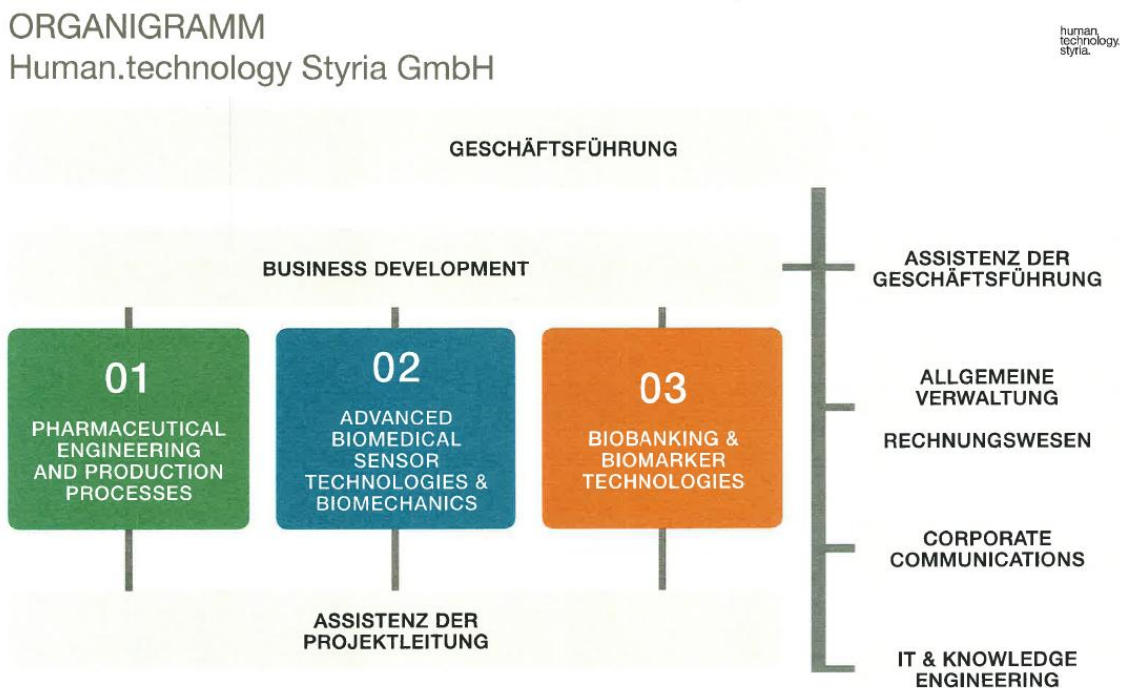 ORGANIGRAMM
Human.technology Styria GmbH
human.
technology.
styria.
GESCHÄFTSFÜHRUNG
BUSINESS DEVELOPMENT
ASSISTENZ DER
GESCHÄFTSFÜHRUNG
01
PHARMACEUTICAL
ENGINEERING
AND PRODUCTION
PROCESSES
02
ADVANCED
BIOMEDICAL
SENSOR
TECHNOLOGIES &
BIOMECHANICS
03
BIOBANKING &
BIOMARKER
TECHNOLOGIES
ALLGEMEINE
VERWALTUNG
RECHNUNGSWESEN
CORPORATE
COMMUNICATIONS
ASSISTENZ DER
PROJEKTLEITUNG
IT & KNOWLEDGE
ENGINEERING